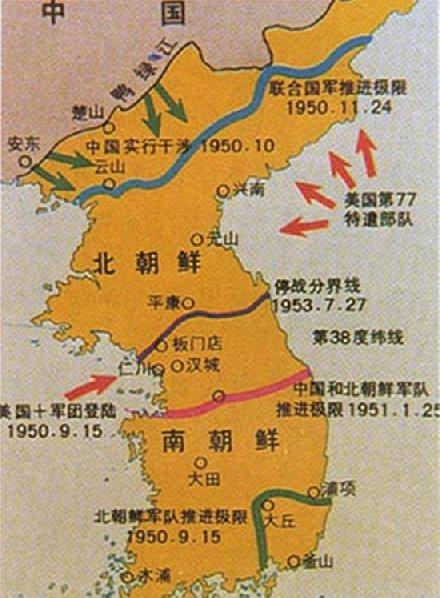 中 国
鸭绿江
联合国军推进极限
1950.11.24
楚山
中国实行干涉 1950.10
安东
云山
兴南
美国第77
特遣部队
元山
北朝鲜
停战分界线
1953.7.27
平康
第38度纬线
板门店
仁川
汉城
中国和北朝鲜军队
推进极限 1951.1.25
美国十军团登陆
1950.9.15
南朝鲜
大田
浦项
北朝鲜军队推进极限
1950.9.15
大丘
釜山
木浦